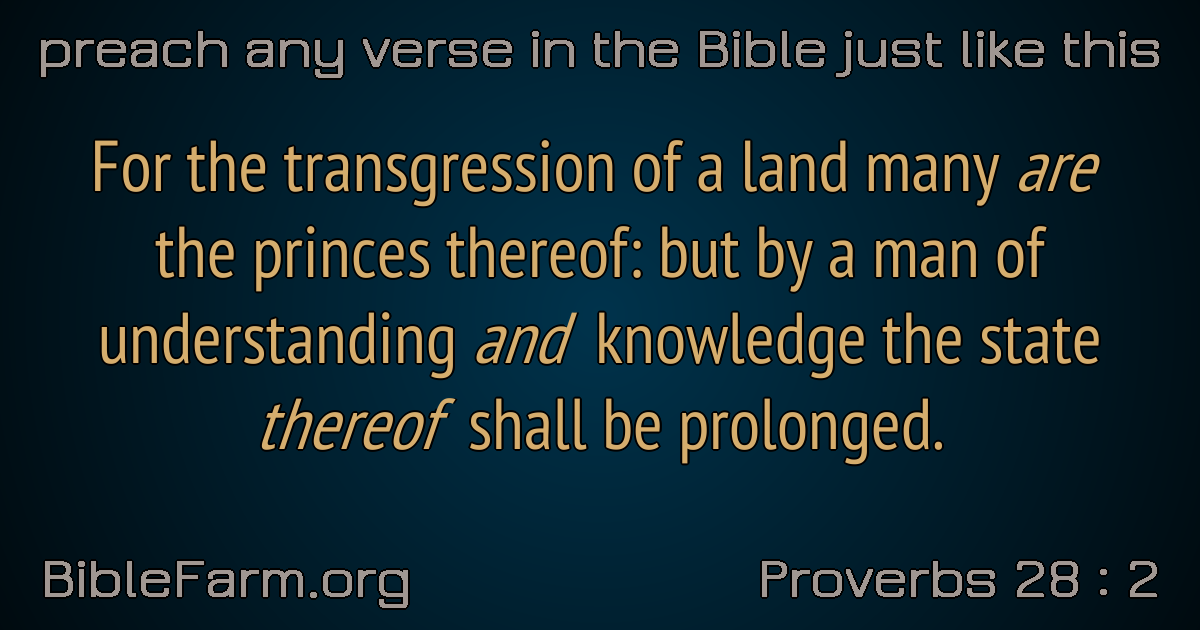 preach any verse in the Bible just like this
For the transgression of a land many are
the princes thereof: but by a man of
understanding and knowledge the state
thereof shall be prolonged.
BibleFarm.org
Proverbs 28 : 2